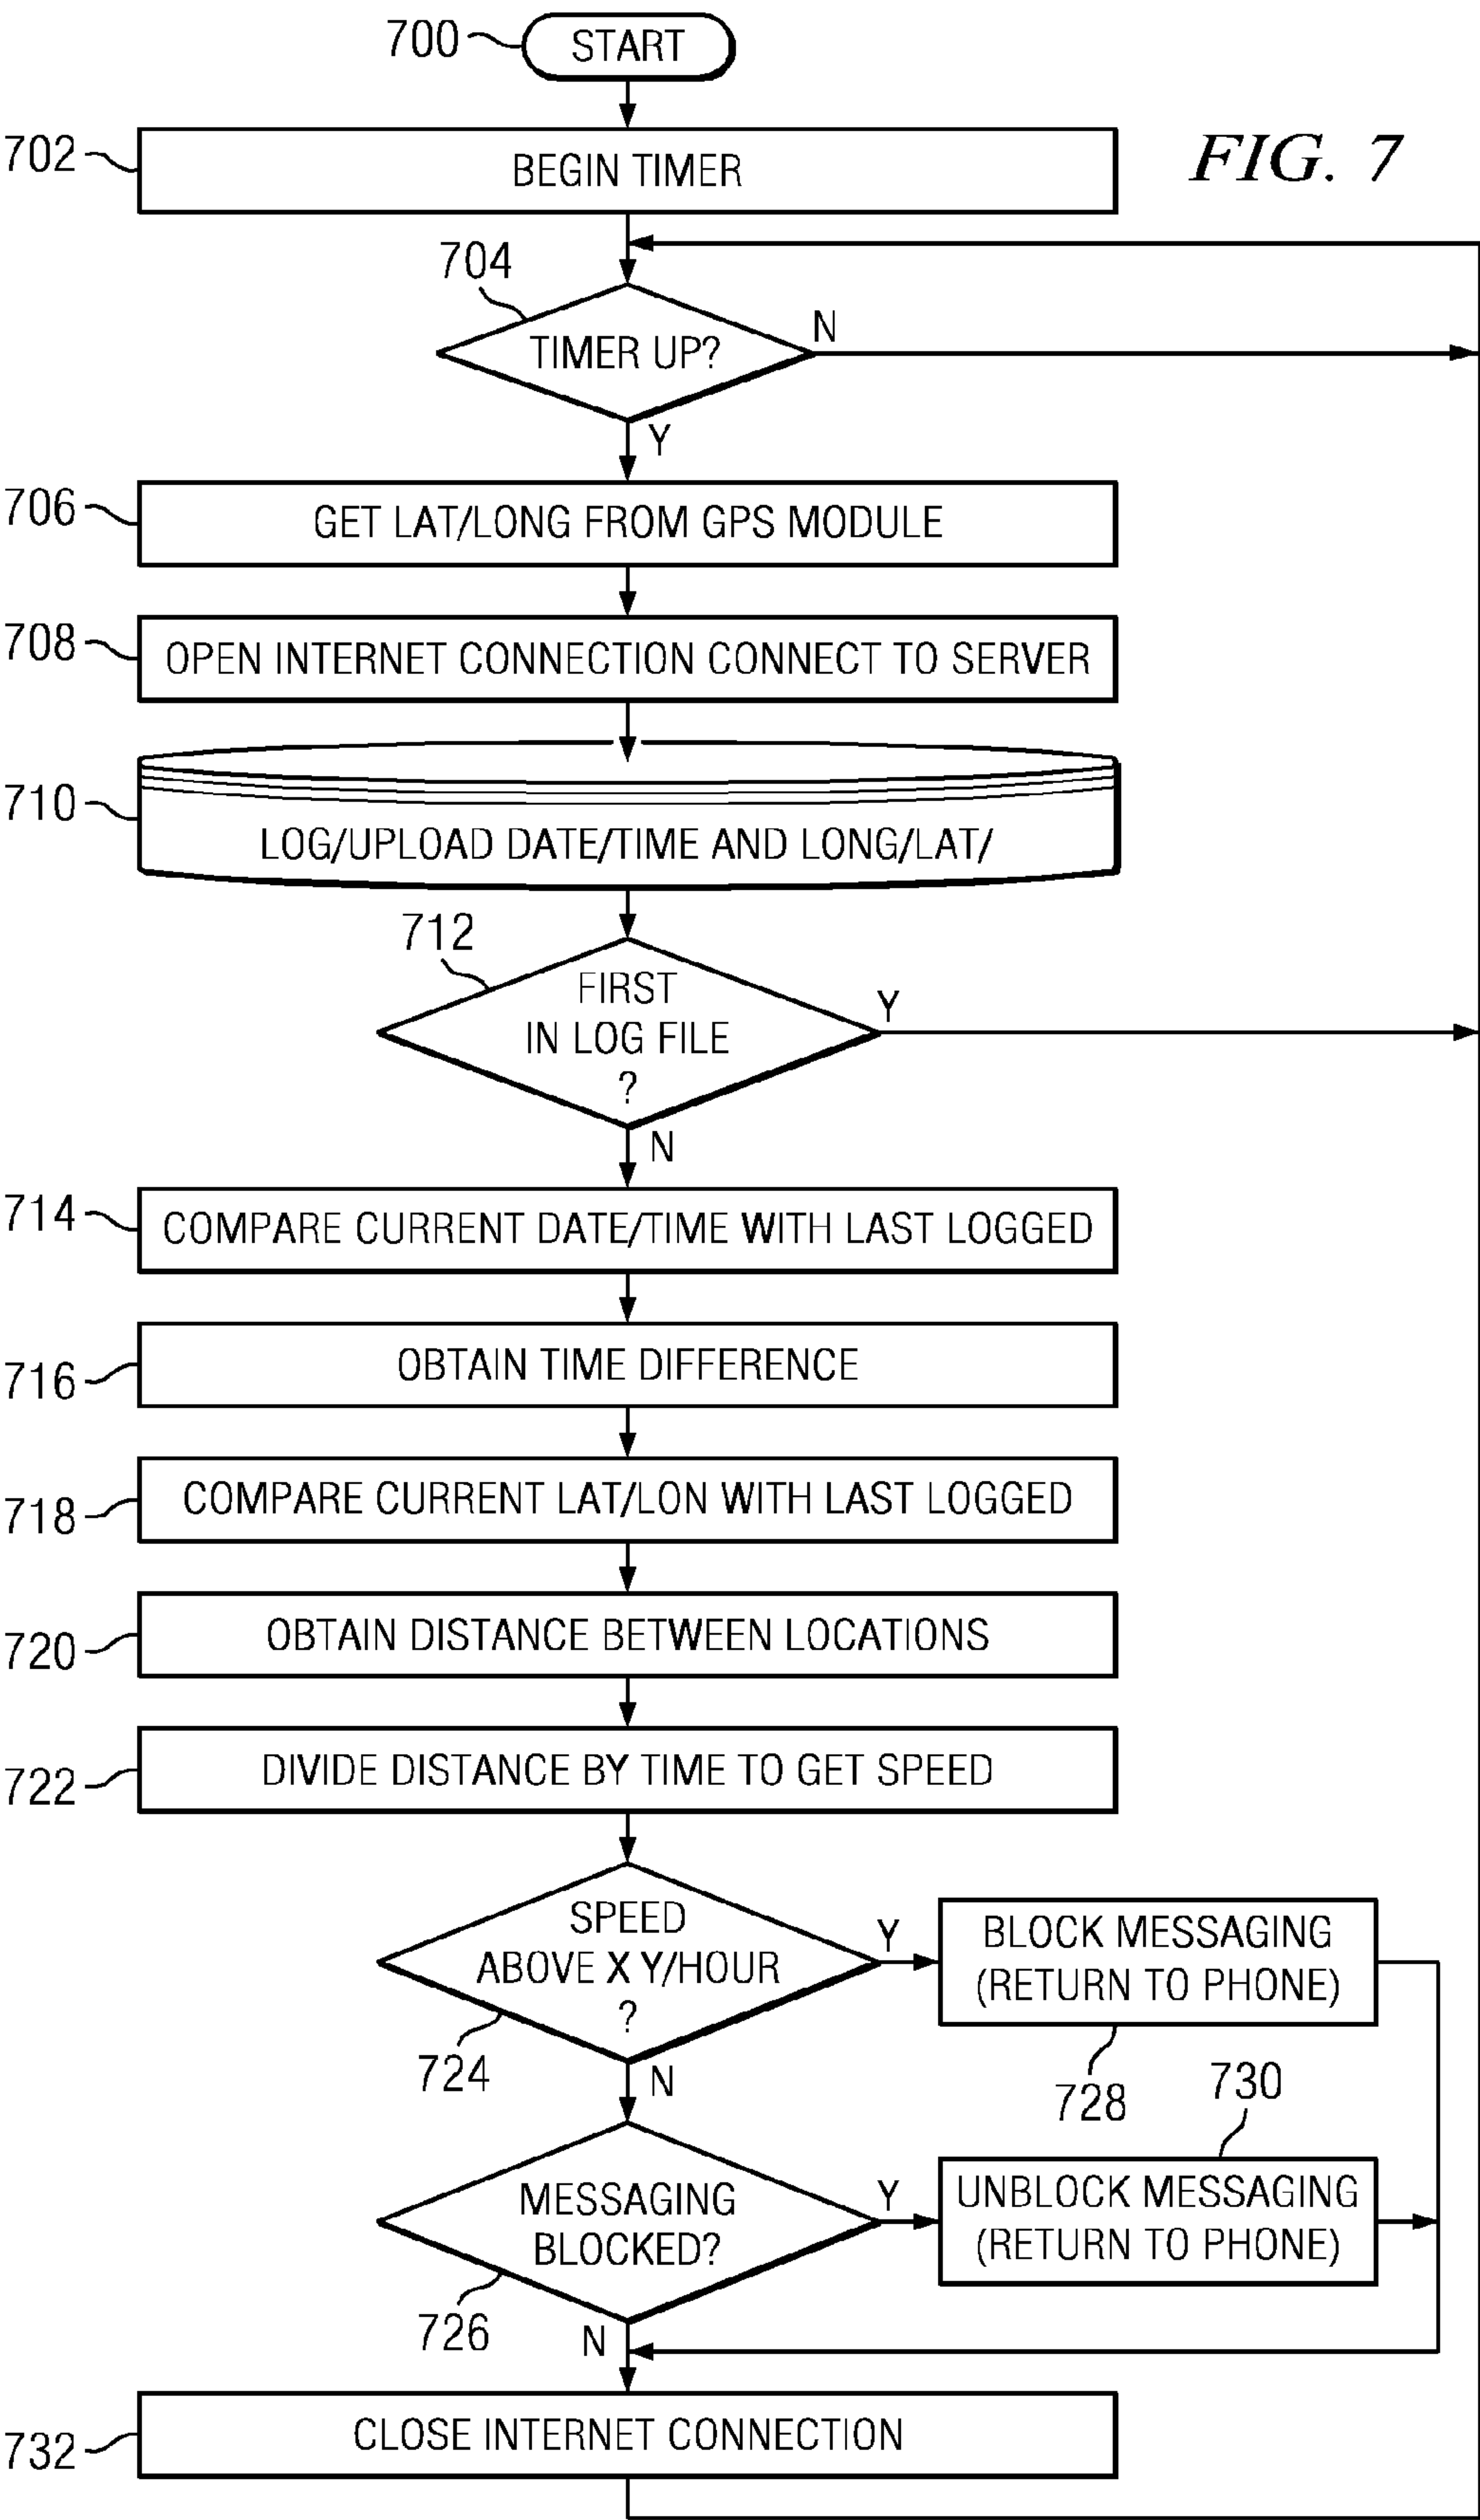 700
START
702
BEGIN TIMER
FIG. 7
704
TIMER UP?
N
Y
706
GET LAT/LONG FROM GPS MODULE
708
OPEN INTERNET CONNECTION CONNECT TO SERVER
710
LOG/UPLOAD DATE/TIME AND LONG/LAT/
712
FIRST
IN LOG FILE
?
Y
N
714
COMPARE CURRENT DATE/TIME WITH LAST LOGGED
716
OBTAIN TIME DIFFERENCE
718
COMPARE CURRENT LAT/LON WITH LAST LOGGED
720
OBTAIN DISTANCE BETWEEN LOCATIONS
722
DIVIDE DISTANCE BY TIME TO GET SPEED
SPEED
ABOVE X Y/HOUR
?
724
Y
N
BLOCK MESSAGING
(RETURN TO PHONE)
728
730
MESSAGING
BLOCKED?
726
Y
N
UNBLOCK MESSAGING
(RETURN TO PHONE)
732
CLOSE INTERNET CONNECTION